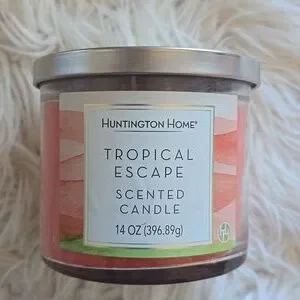 HUNTINGTON HOME®
TROPICAL
ESCAPE
SCENTED
CANDLE
14 OZ (396.89g)